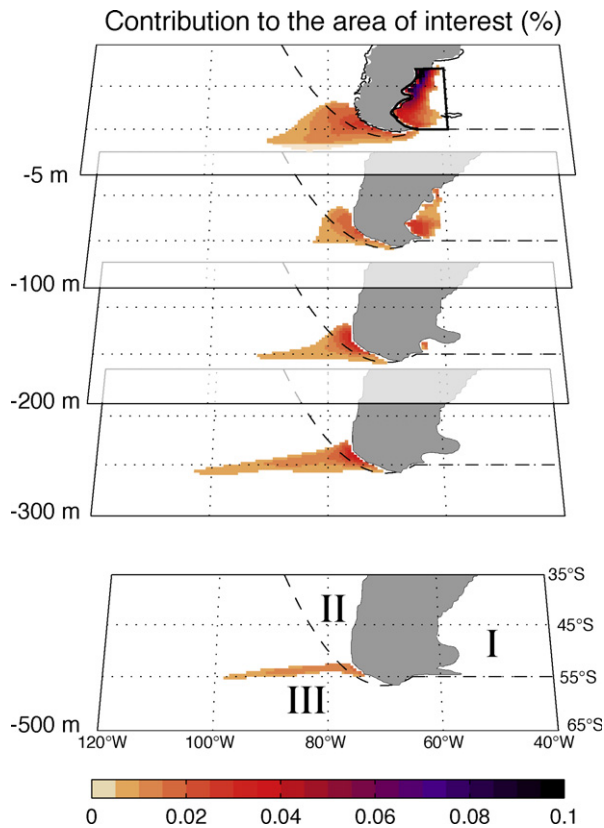 Contribution to the area of interest (%)
-5 m
-100 m
-200 m
-300 m
35°S
II
I
45°S
55°S
III
-500 m
65°S
120°W 100°W 80°W 60°W 40°W
0 0.02 0.04 0.06 0.08 0.1